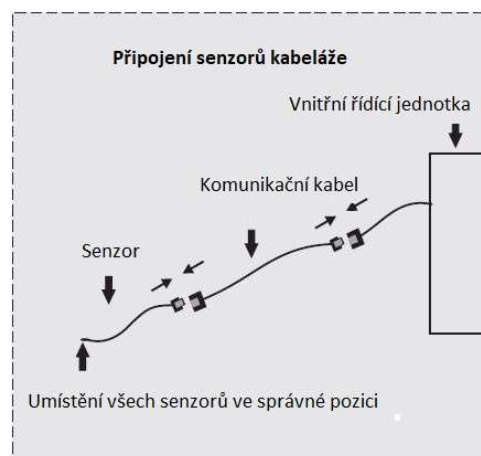 Připojení senzorů kabeláže
Vnitřní řídící jednotka
Komunikační kabel
Senzor
Umístění všech senzorů ve správné pozici